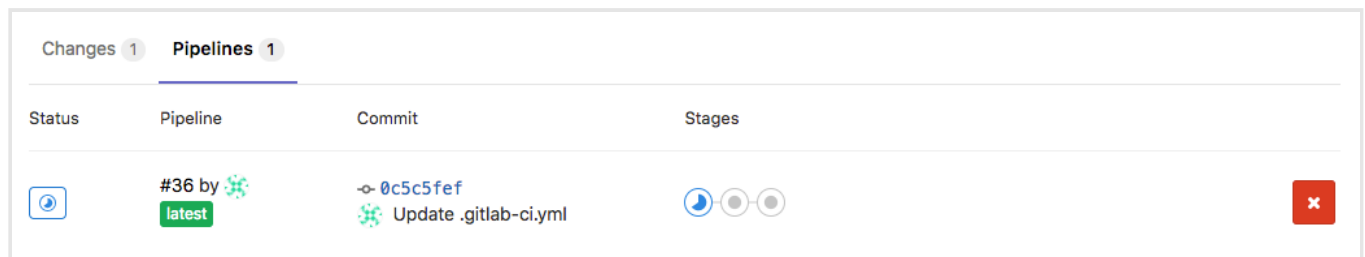 Changes 1 Pipelines 1
Status Pipeline Commit Stages
#36 by
latest
0c5c5fef
Update .gitlab-ci.yml